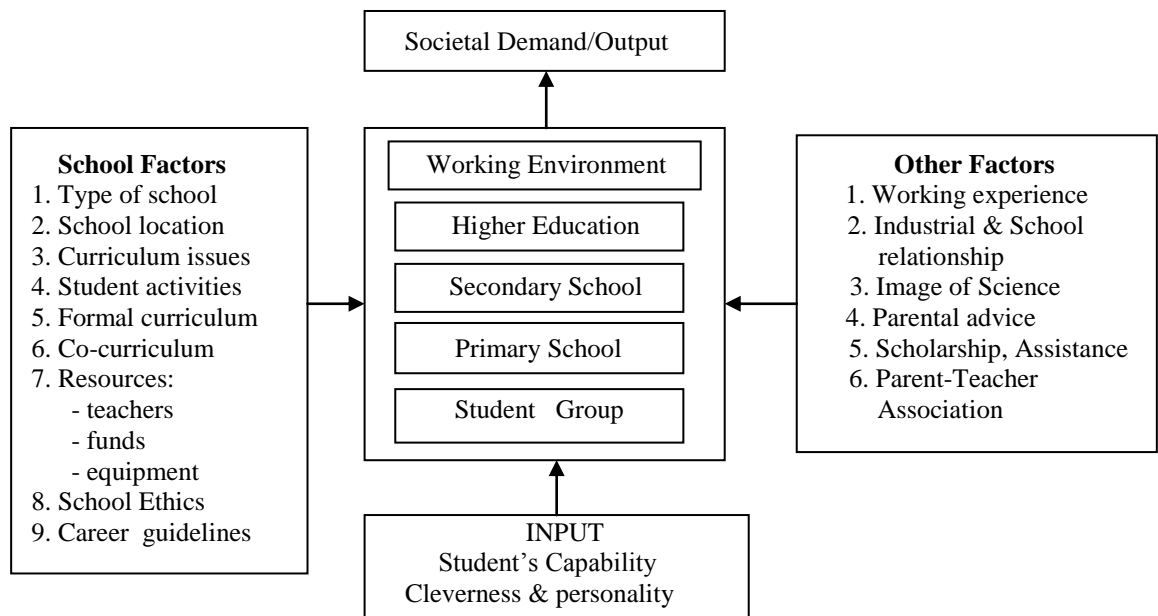 Societal Demand/Output
School Factors
1. Type of school
2. School location
3. Curriculum issues
4. Student activities
5. Formal curriculum
6. Co-curriculum
7. Resources:
- teachers
- funds
- equipment
8. School Ethics
9. Career guidelines
Working Environment
Higher Education
Secondary School
Primary School
Student Group
Other Factors
1. Working experience
2. Industrial & School
relationship
3. Image of Science
4. Parental advice
5. Scholarship, Assistance
6. Parent-Teacher
Association
INPUT
Student’s Capability
Cleverness & personality